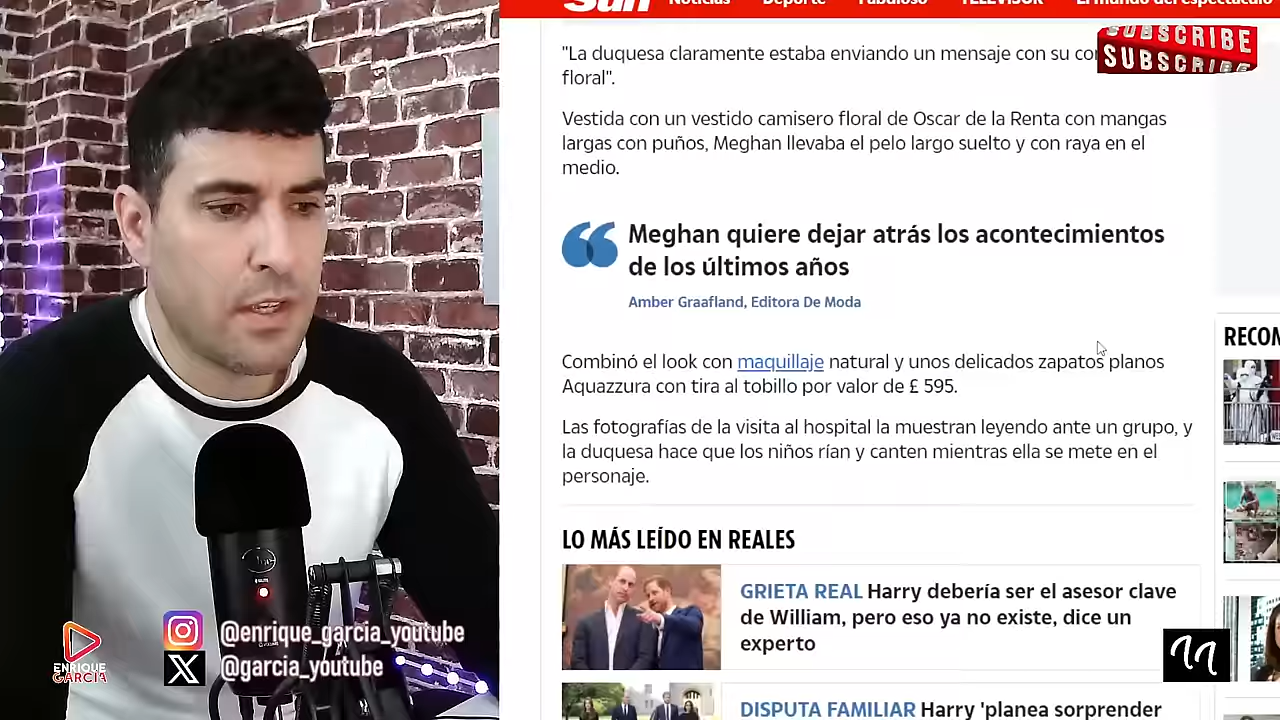 Sun
Noticias
Deporte
Fabuloso
TELEVISOR
El mundo del espectáculo
SUBSCRIBE
SUBSCRIBE
"La duquesa claramente estaba enviando un mensaje con su
floral".
Vestida con un vestido camisero floral de Oscar de la Renta con mangas
largas con puños, Meghan llevaba el pelo largo suelto y con raya en el
medio.
Meghan quiere dejar atrás los acontecimientos
de los últimos años
Amber Graafland, Editora De Moda
RECOM
Combinó el look con maquillaje natural y unos delicados zapatos planos
Aquazzura con tira al tobillo por valor de £ 595.
Las fotografías de la visita al hospital la muestran leyendo ante un grupo, y
la duquesa hace que los niños rían y canten mientras ella se mete en el
personaje.
LO MÁS LEÍDO EN REALES
GRIETA REAL Harry debería ser el asesor clave
de William, pero eso ya no existe, dice un
experto
DISPUTA FAMILIAR Harry 'planea sorprender
ENRIQUE
GARCIA
@enrique_garcia_youtube
@garcia_youtube